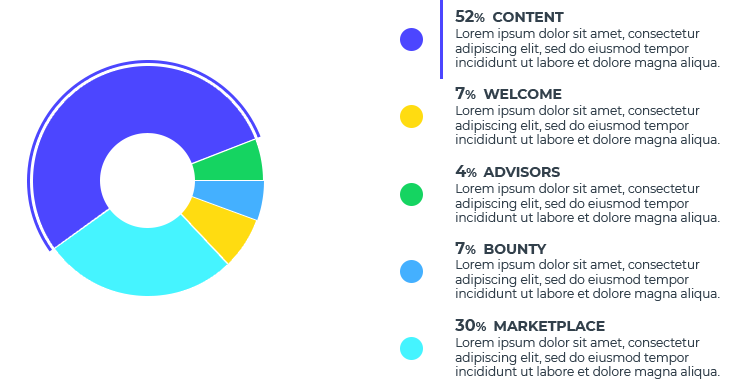 52% CONTENT
Lorem ipsum dolor sit amet, consectetur
adipiscing elit, sed do eiusmod tempor
incididunt ut labore et dolore magna aliqua.
7% WELCOME
Lorem ipsum dolor sit amet, consectetur
adipiscing elit, sed do eiusmod tempor
incididunt ut labore et dolore magna aliqua.
4% ADVISORS
Lorem ipsum dolor sit amet, consectetur
adipiscing elit, sed do eiusmod tempor
incididunt ut labore et dolore magna aliqua.
7% BOUNTY
Lorem ipsum dolor sit amet, consectetur
adipiscing elit, sed do eiusmod tempor
incididunt ut labore et dolore magna aliqua.
30% MARKETPLACE
Lorem ipsum dolor sit amet, consectetur
adipiscing elit, sed do eiusmod tempor
incididunt ut labore et dolore magna aliqua.